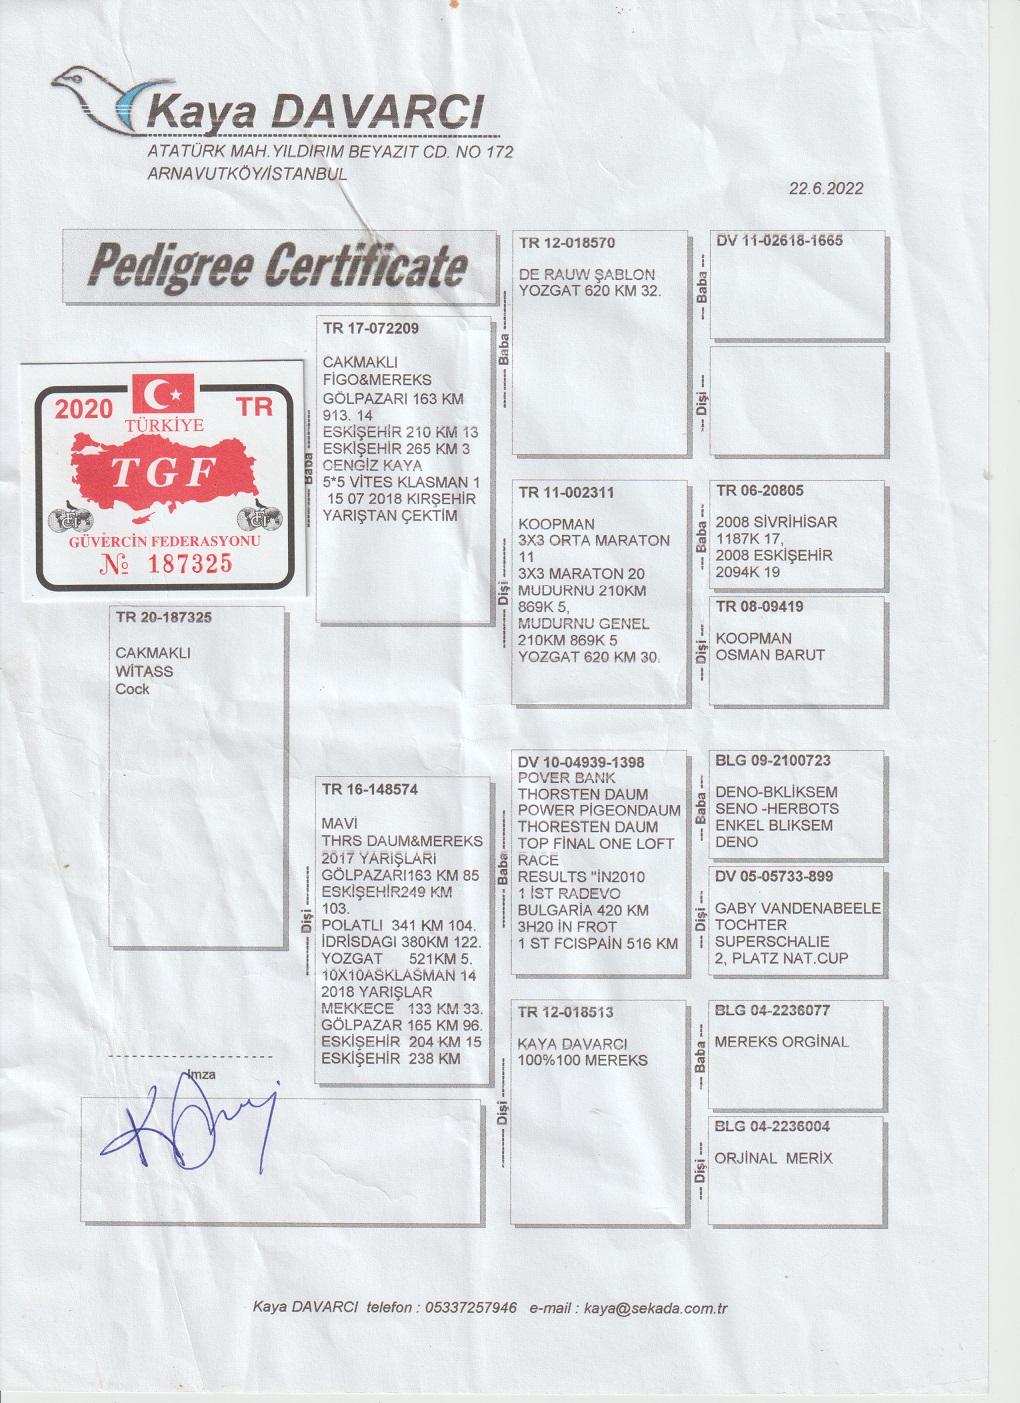 Kaya DAVARCI
ATATÜRK MAH.YILDIRIM BEYAZIT CD. NO 172
ARNAVUTKÖY/İSTANBUL
22.6.2022
Pedigree Certificate
2020 TR
TÜRKİYE
TGF
GÜVERCİN FEDERASYONU
№ 187325
TR 20-187325
CAKMAKLI
WİTASS
Cock
--- Baba ---
TR 17-072209
CAKMAKLI
FİGO&MEREKS
GÖLPAZARI 163 KM
913. 14
ESKİŞEHİR 210 KM 13
ESKİŞEHİR 265 KM 3
CENGİZ KAYA
5*5 VİTES KLASMAN 1
15 07 2018 KIRŞEHİR
YARIŞTAN ÇEKTİM
--- Dişi ---
TR 16-148574
MAVİ
THRS DAUM&MEREKS
2017 YARIŞLARI
GÖLPAZARI163 KM 85
ESKİŞEHİR249 KM
103.
POLATLI 341 KM 104.
İDRİSDAGI 380KM 122.
YOZGAT 521KM 5.
10X10ASKLASMAN 14
2018 YARIŞLAR
MEKKECE 133 KM 33.
GÖLPAZAR 165 KM 96.
ESKİŞEHİR 204 KM 15
ESKİŞEHİR 238 KM
--- Baba ---
TR 12-018570
DE RAUW ŞABLON
YOZGAT 620 KM 32.
--- Dişi ---
TR 11-002311
KOOPMAN
3X3 ORTA MARATON
11
3X3 MARATON 20
MUDURNU 210KM
869K 5,
MUDURNU GENEL
210KM 869K 5
YOZGAT 620 KM 30.
--- Baba ---
DV 10-04939-1398
POVER BANK
THORSTEN DAUM
POWER PİGEONDAUM
THORESTEN DAUM
TOP FİNAL ONE LOFT
RACE
RESULTS "İN2010
1 İST RADEVO
BULGARİA 420 KM
3H20 İN FROT
1 ST FCISPAİN 516 KM
--- Dişi ---
TR 12-018513
KAYA DAVARCI
100%100 MEREKS
--- Baba ---
DV 11-02618-1665
--- Dişi ---
--- Baba ---
TR 06-20805
2008 SİVRİHİSAR
1187K 17,
2008 ESKİŞEHİR
2094K 19
--- Dişi ---
TR 08-09419
KOOPMAN
OSMAN BARUT
--- Baba ---
BLG 09-2100723
DENO-BKLİKSEM
SENO -HERBOTS
ENKEL BLIKSEM
DENO
--- Dişi ---
DV 05-05733-899
GABY VANDENABEELE
TOCHTER
SUPERSCHALIE
2, PLATZ NAT.CUP
--- Baba ---
BLG 04-2236077
MEREKS ORGİNAL
--- Dişi ---
BLG 04-2236004
ORJİNAL MERİX
İmza
Kaya DAVARCI telefon : 05337257946 e-mail : kaya@sekada.com.tr